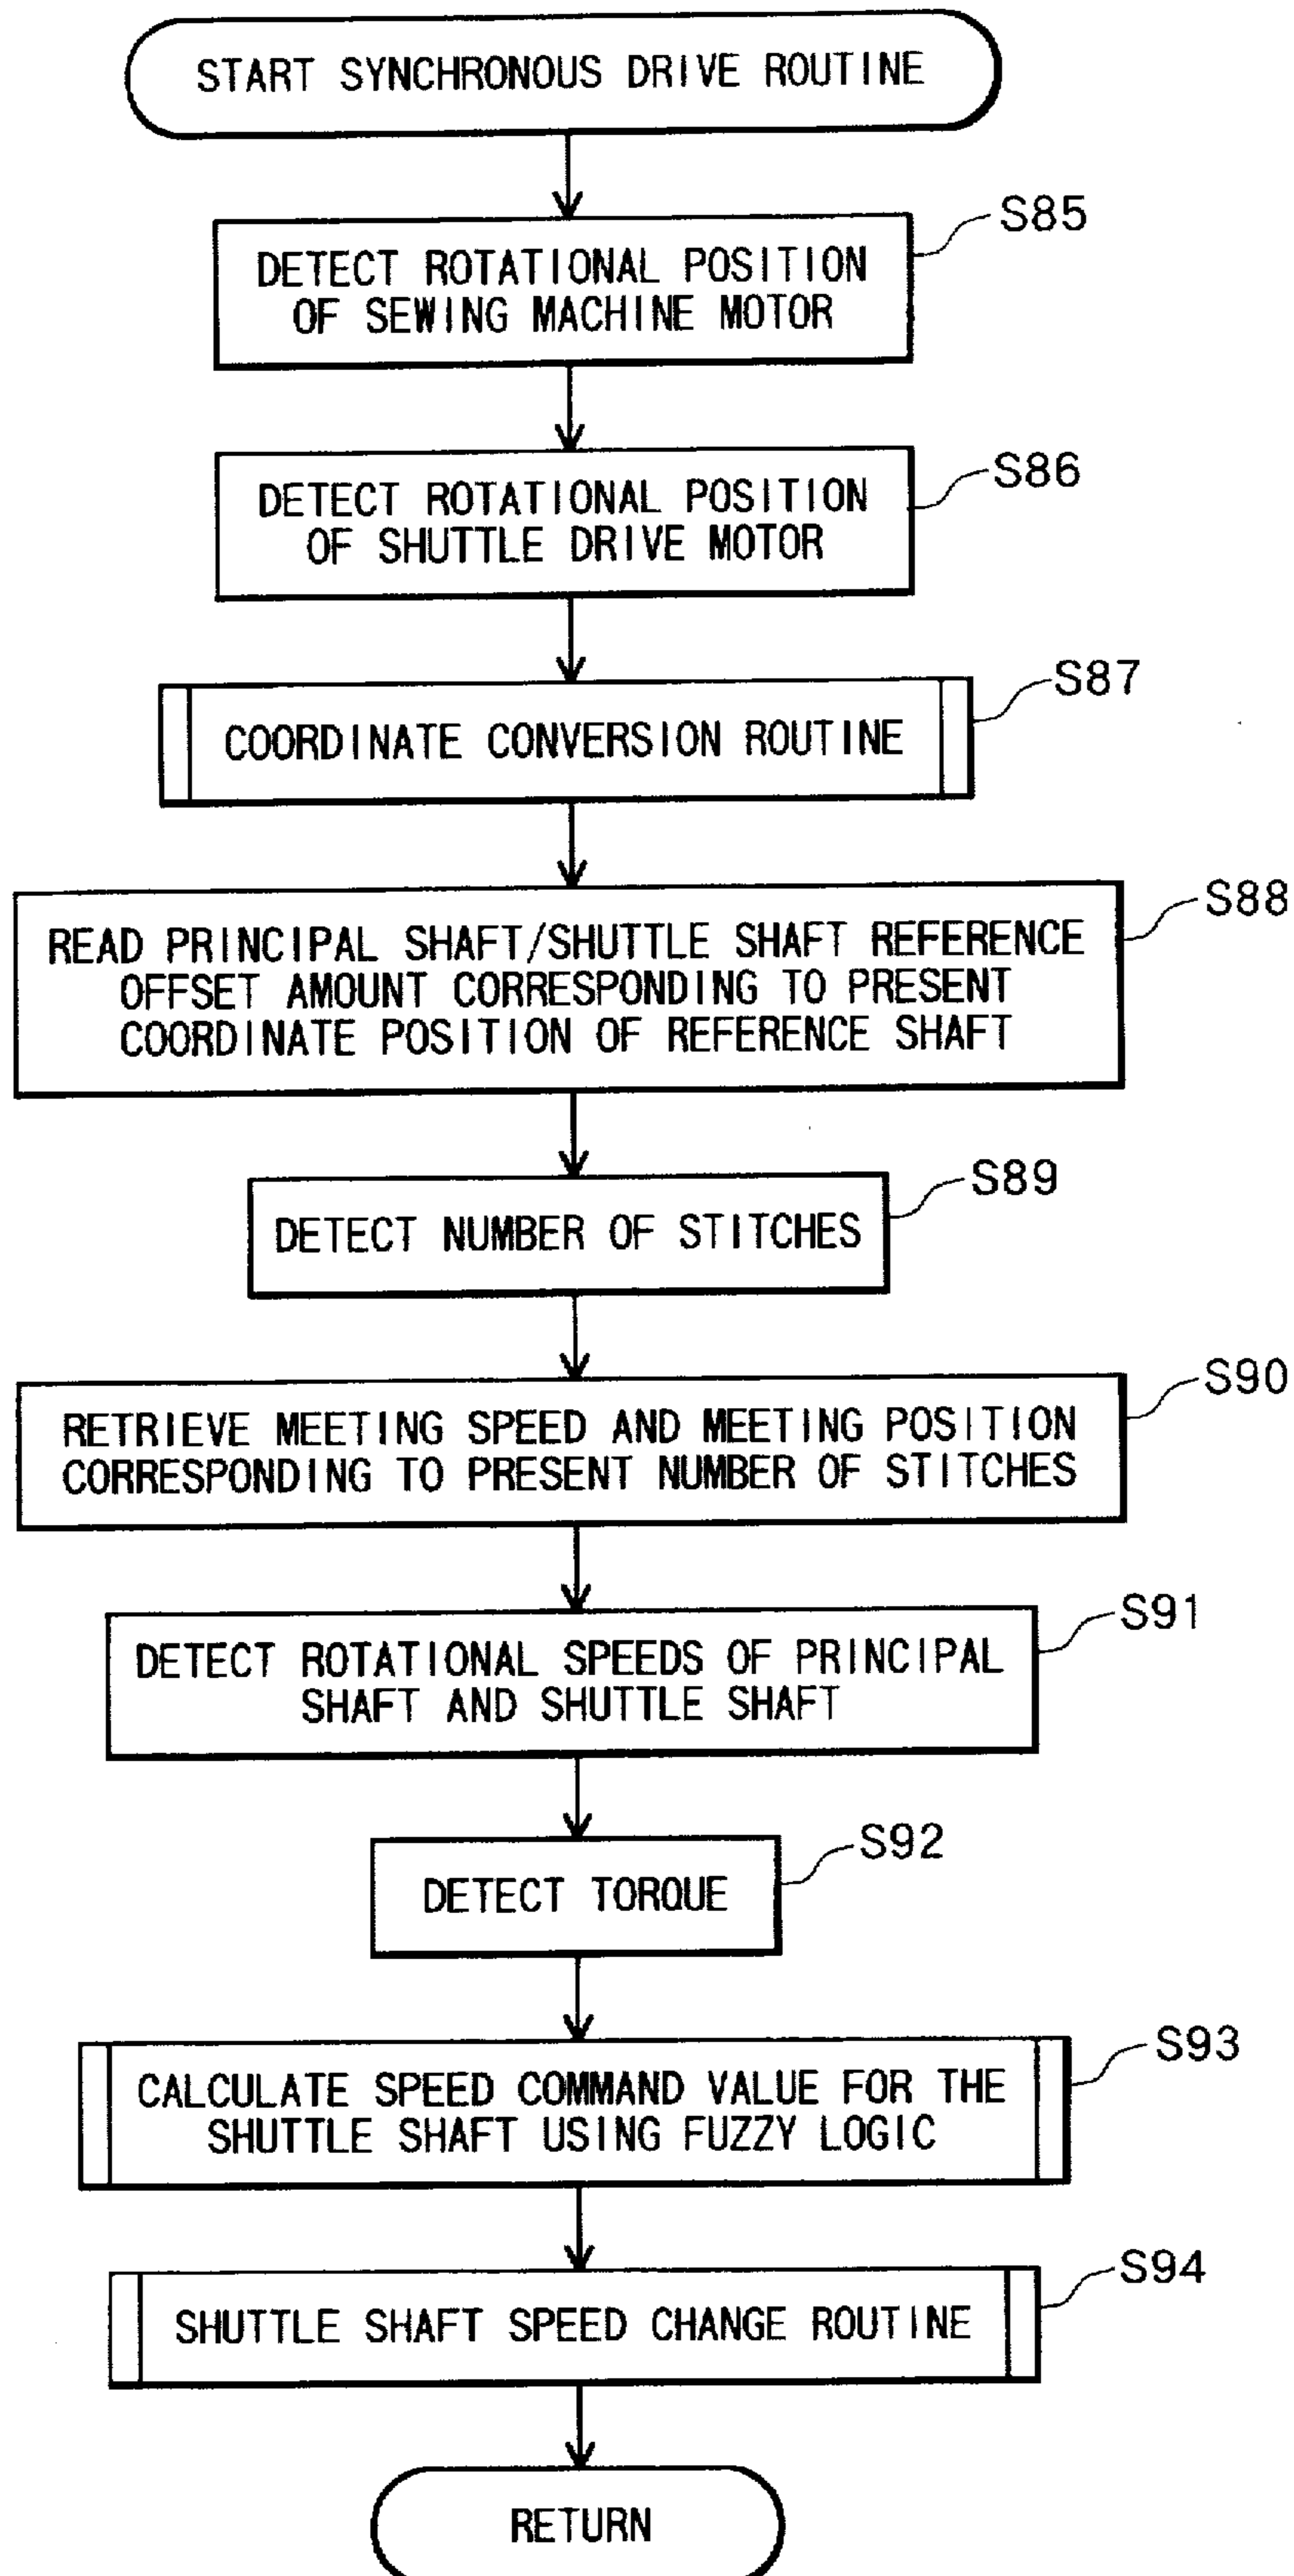 START SYNCHRONOUS DRIVE ROUTINE
S85
DETECT ROTATIONAL POSITION
OF SEWING MACHINE MOTOR
S86
DETECT ROTATIONAL POSITION
OF SHUTTLE DRIVE MOTOR
S87
COORDINATE CONVERSION ROUTINE
S88
READ PRINCIPAL SHAFT/SHUTTLE SHAFT REFERENCE
OFFSET AMOUNT CORRESPONDING TO PRESENT
COORDINATE POSITION OF REFERENCE SHAFT
S89
DETECT NUMBER OF STITCHES
S90
RETRIEVE MEETING SPEED AND MEETING POSITION
CORRESPONDING TO PRESENT NUMBER OF STITCHES
S91
DETECT ROTATIONAL SPEEDS OF PRINCIPAL
SHAFT AND SHUTTLE SHAFT
S92
DETECT TORQUE
S93
CALCULATE SPEED COMMAND VALUE FOR THE
SHUTTLE SHAFT USING FUZZY LOGIC
S94
SHUTTLE SHAFT SPEED CHANGE ROUTINE
RETURN